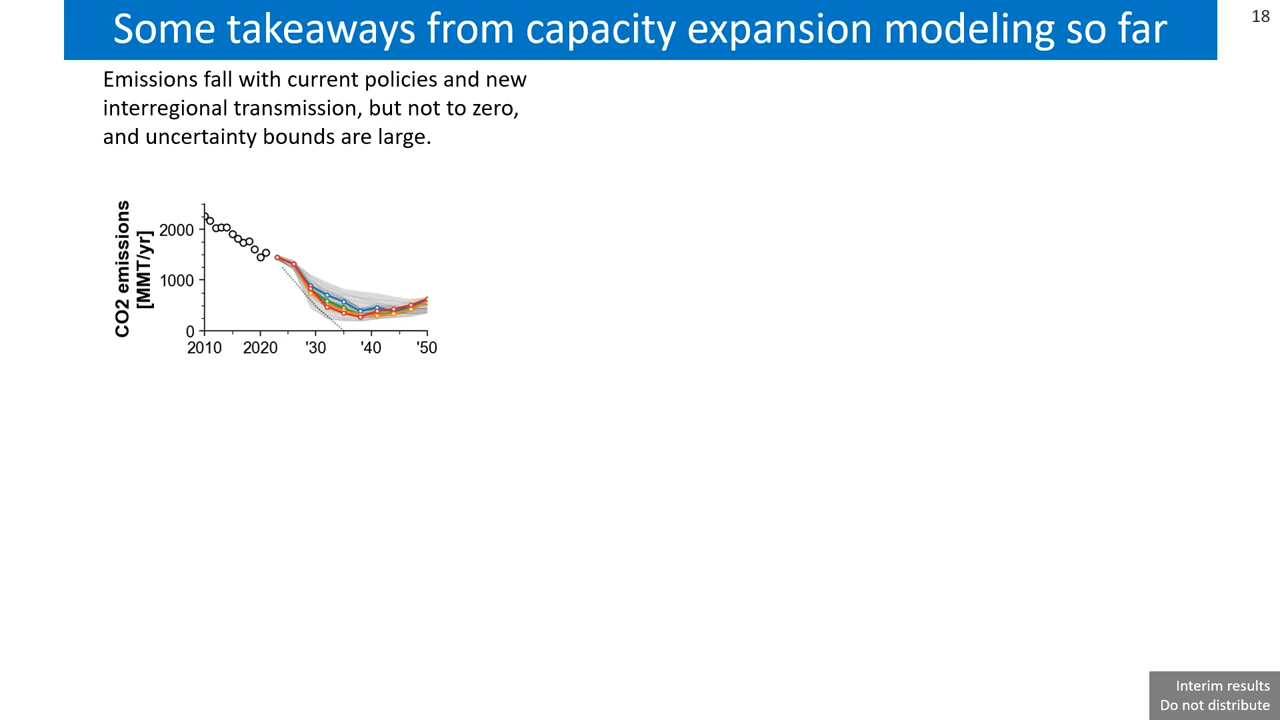 Some takeaways from capacity expansion modeling so far
18
Emissions fall with current policies and new
interregional transmission, but not to zero,
and uncertainty bounds are large.
CO2 emissions
[MMT/yr]
2000
1000
0
2010 2020 '30 '40 '50
Interim results
Do not distribute